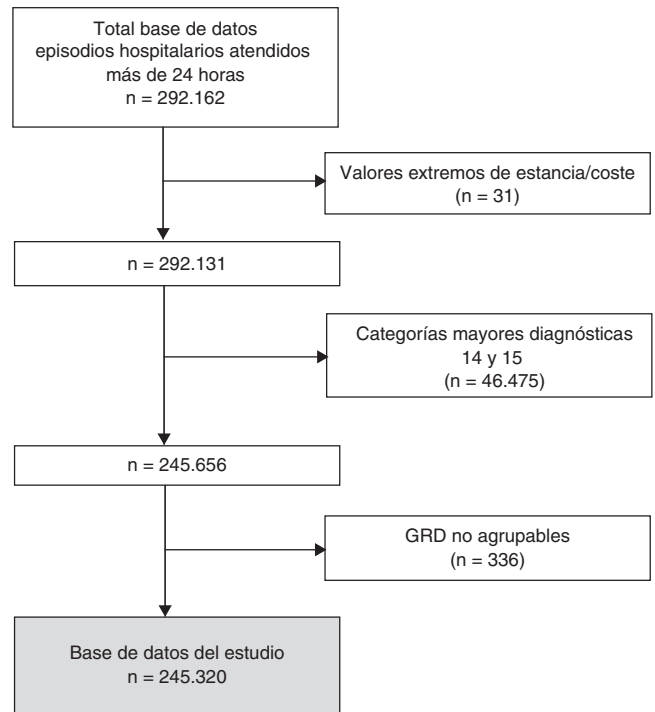 Total base de datos
episodios hospitalarios atendidos
más de 24 horas
n = 292.162
Valores extremos de estancia/coste
(n = 31)
n = 292.131
Categorías mayores diagnósticas
14 y 15
(n = 46.475)
n = 245.656
GRD no agrupables
(n = 336)
Base de datos del estudio
n = 245.320